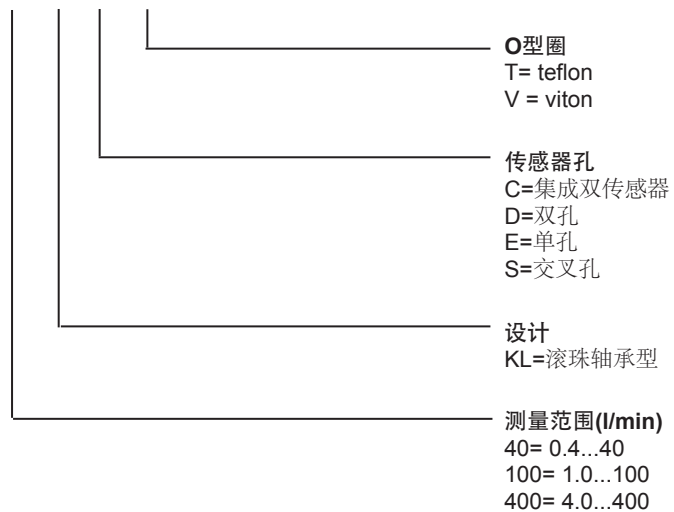 O型圈
T= teflon
V = viton
传感器孔
C=集成双传感器
D=双孔
E=单孔
S=交叉孔
设计
KL=滚珠轴承型
测量范围(l/min)
40= 0.4...40
100= 1.0...100
400= 4.0...400